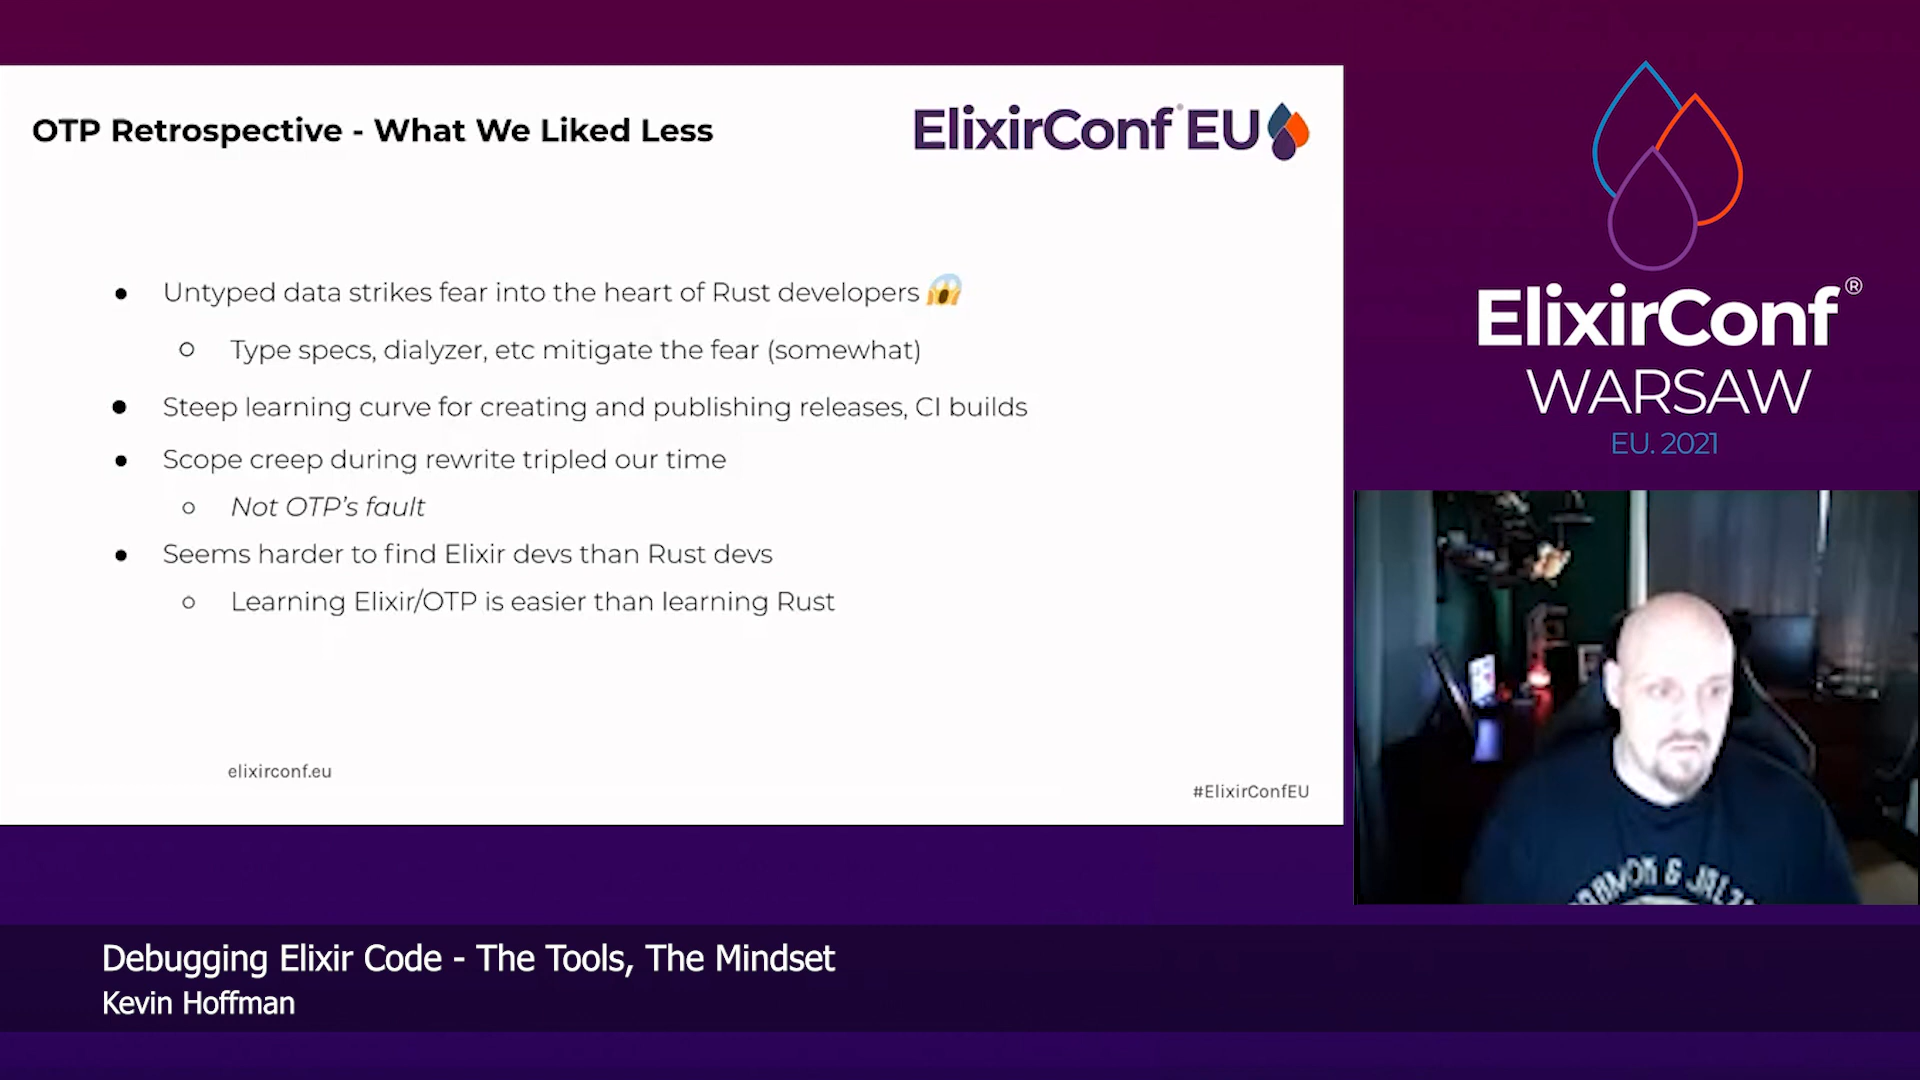 OTP Retrospective - What We Liked Less
ElixirConf EU
● Untyped data strikes fear into the heart of Rust developers 😱
○ Type specs, dialyzer, etc mitigate the fear (somewhat)
● Steep learning curve for creating and publishing releases, CI builds
● Scope creep during rewrite tripled our time
○ Not OTP's fault
● Seems harder to find Elixir devs than Rust devs
○ Learning Elixir/OTP is easier than learning Rust
elixirconf.eu
#ElixirConfEU
ElixirConf®
WARSAW
EU. 2021
Debugging Elixir Code - The Tools, The Mindset
Kevin Hoffman